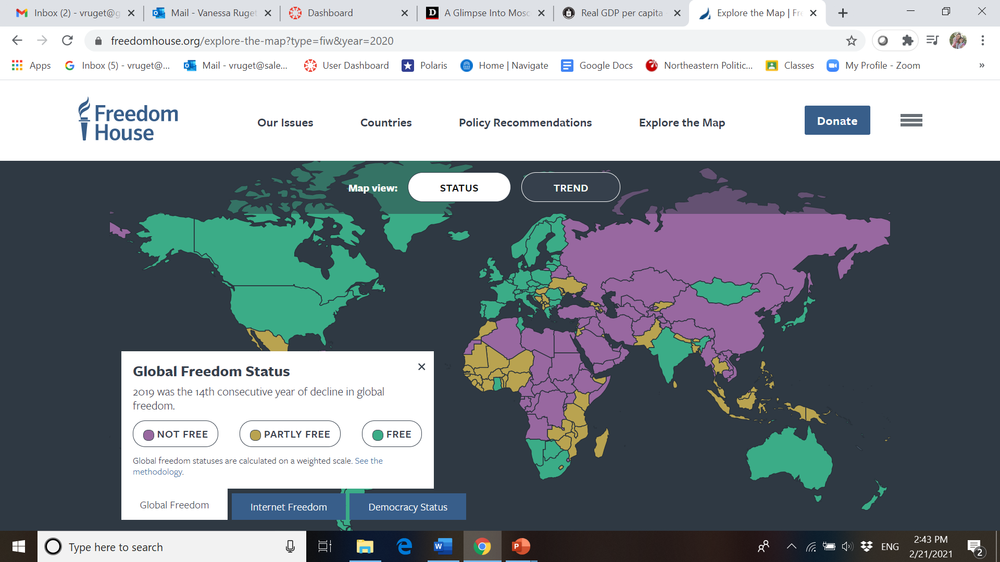 Inbox (2) - vruget@g
Mail - Vanessa Ruget
Dashboard
A Glimpse Into Mosc
Real GDP per capita
Explore the Map | Fre
freedomhouse.org/explore-the-map?type=fiw&year=2020
Apps
Inbox (5) - vruget@...
Mail - vruget@sale...
User Dashboard
Polaris
Home | Navigate
Google Docs
Northeastern Politic...
Classes
My Profile - Zoom
»
Freedom
House
Our Issues
Countries
Policy Recommendations
Explore the Map
Donate
Map view:
STATUS
TREND
Global Freedom Status
2019 was the 14th consecutive year of decline in global
freedom.
NOT FREE
PARTLY FREE
FREE
Global freedom statuses are calculated on a weighted scale. See the
methodology.
Global Freedom
Internet Freedom
Democracy Status
Type here to search
ENG
2:43 PM
2/21/2021
2